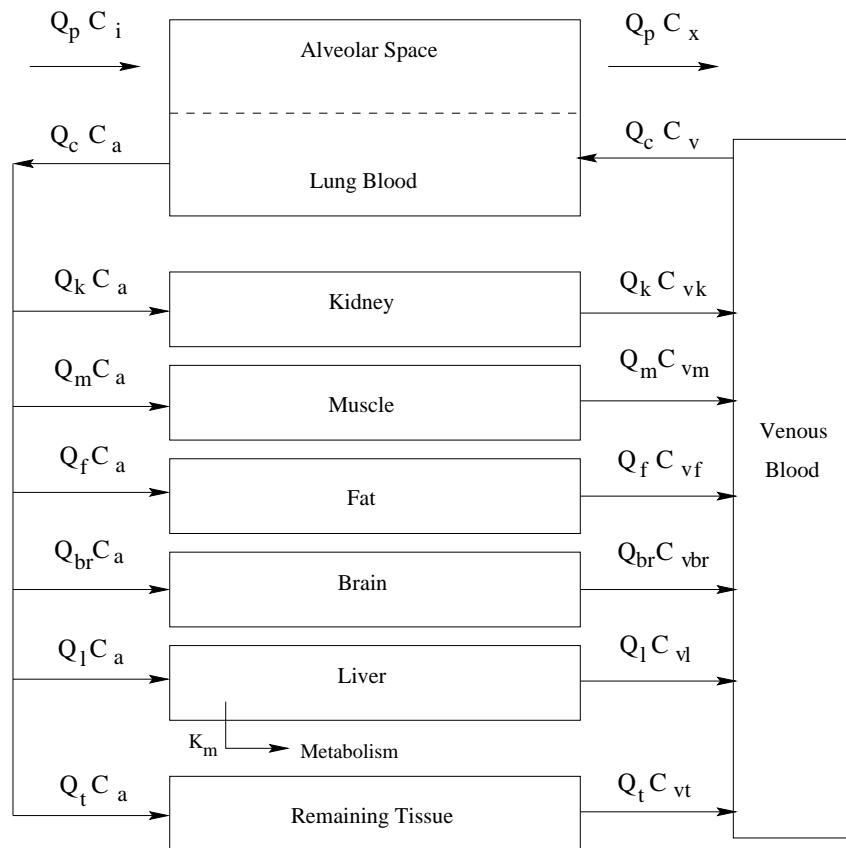 Q_p C_i
Alveolar Space
Q_p C_x
Q_c C_a
Q_c C_v
Lung Blood
Q_k C_a
Kidney
Q_k C_vk
Q_m C_a
Muscle
Q_m C_vm
Venous
Blood
Q_f C_a
Fat
Q_f C_vf
Q_br C_a
Brain
Q_br C_vbr
Q_l C_a
Liver
Q_l C_vl
K_m
Metabolism
Q_t C_a
Remaining Tissue
Q_t C_vt